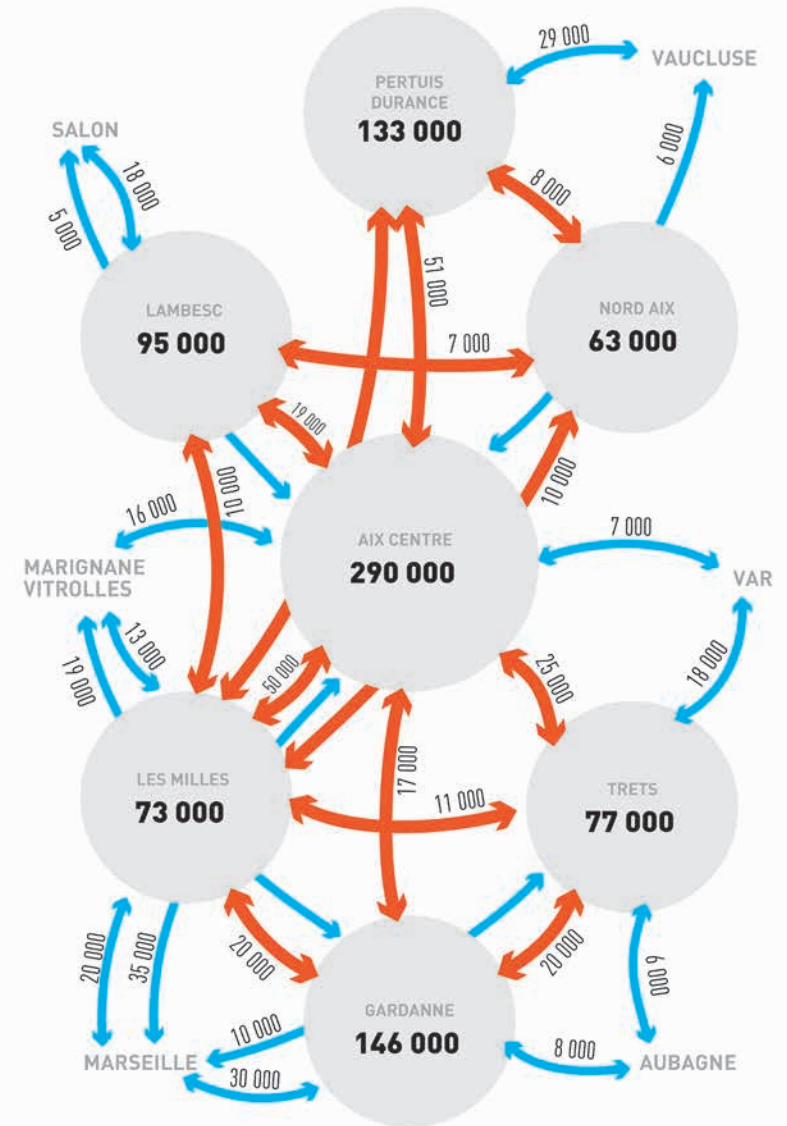 29 000
VAUCLUSE
PERTUIS
DURANCE
133 000
SALON
18 000
5 000
6 000
8 000
51 000
LAMBESC
95 000
NORD AIX
63 000
7 000
19 000
10 000
10 000
16 000
AIX CENTRE
290 000
7 000
MARIGNANE
VITROLLES
VAR
13 000
19 000
50 000
25 000
18 000
LES MILLES
73 000
17 000
11 000
TRETS
77 000
20 000
35 000
20 000
20 000
6 000
GARDANNE
146 000
10 000
MARSEILLE
30 000
8 000
AUBAGNE